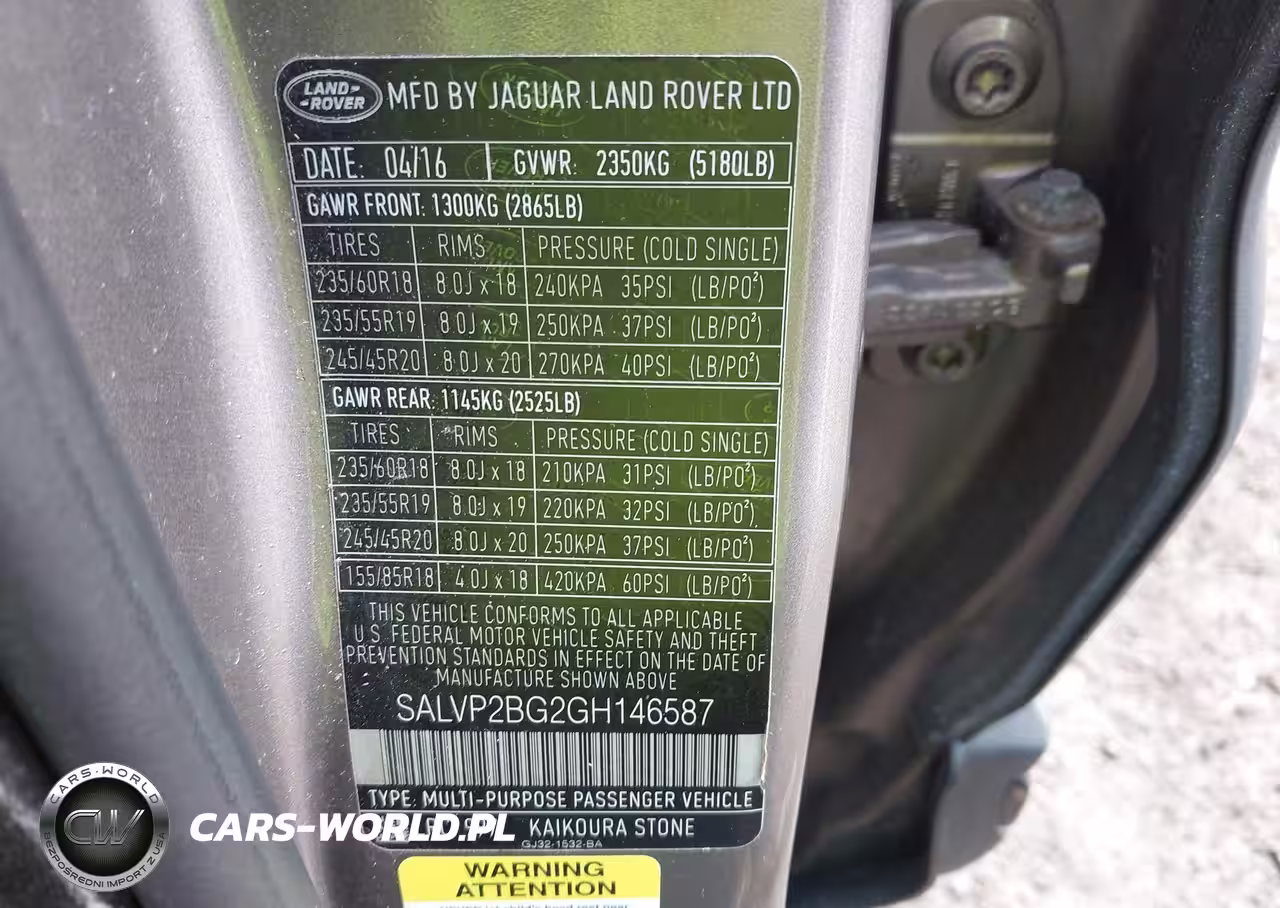 LAND-
-ROVER
MFD BY JAGUAR LAND ROVER LTD
DATE: 04/16 GVWR: 2350KG (5180LB)
GAWR FRONT: 1300KG (2865LB)
TIRES RIMS PRESSURE (COLD SINGLE)
235/60R18 8.0J x 18 240KPA 35PSI (LB/PO²)
235/55R19 8.0J x 19 250KPA 37PSI (LB/PO²)
245/45R20 8.0J x 20 270KPA 40PSI (LB/PO²)
GAWR REAR: 1145KG (2525LB)
TIRES RIMS PRESSURE (COLD SINGLE)
235/60R18 8.0J x 18 210KPA 31PSI (LB/PO²)
235/55R19 8.0J x 19 220KPA 32PSI (LB/PO²)
245/45R20 8.0J x 20 250KPA 37PSI (LB/PO²)
155/85R18 4.0J x 18 420KPA 60PSI (LB/PO²)
THIS VEHICLE CONFORMS TO ALL APPLICABLE
U.S. FEDERAL MOTOR VEHICLE SAFETY AND THEFT
PREVENTION STANDARDS IN EFFECT ON THE DATE OF
MANUFACTURE SHOWN ABOVE
SALVP2BG2GH146587
TYPE: MULTI-PURPOSE PASSENGER VEHICLE
KAIKOURA STONE
GJ32-1532-BA
WARNING
ATTENTION
CARS-WORLD
CW
BEZPOŚREDNI IMPORT Z USA
CARS-WORLD.PL